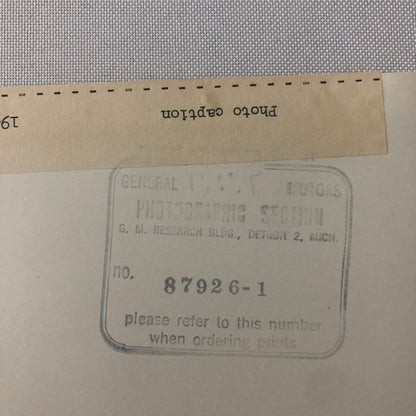 Photo caption
19
GENERAL MOTORS
PHOTOGRAPHIC SECTION
G. M. RESEARCH BLDG., DETROIT 2, MICH.
no. 87926-1
please refer to this number
when ordering prints